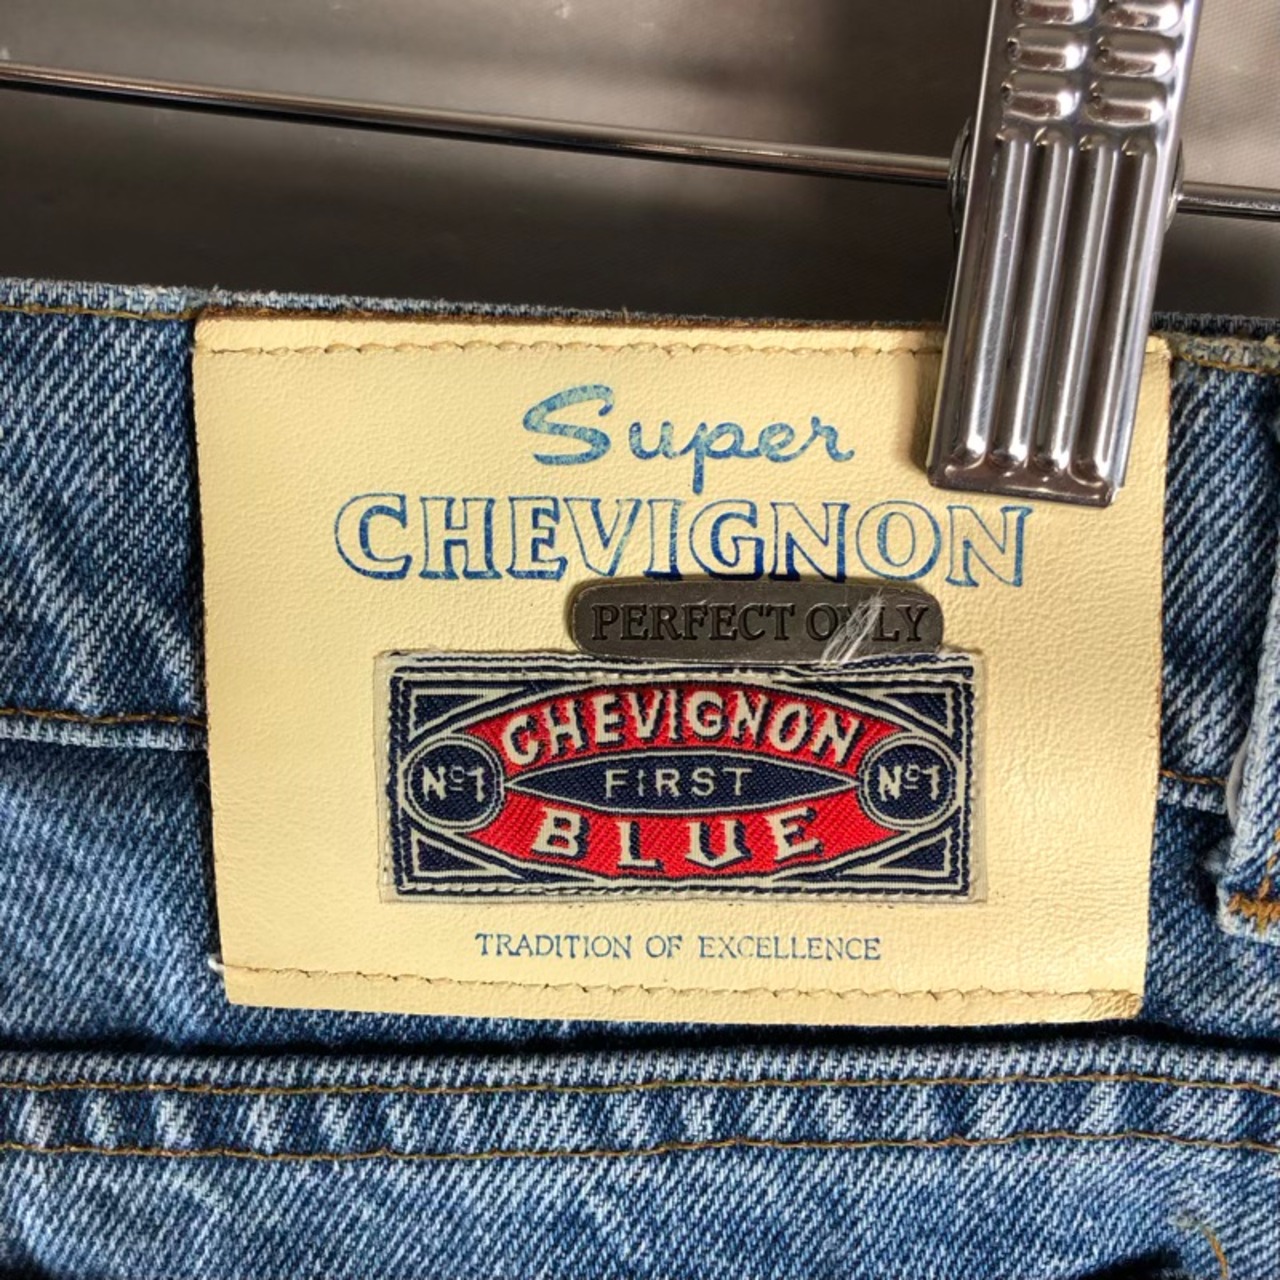 Super
CHEVIGNON
PERFECT ONLY
CHEVIGNON
Nº1 FIRST Nº1
BLUE
TRADITION OF EXCELLENCE